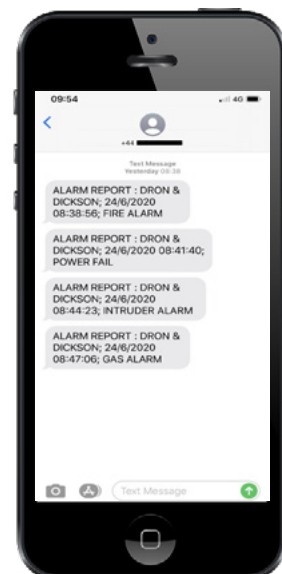 09:54
4G
+44
Text Message
Yesterday 08:38
ALARM REPORT : DRON &
DICKSON; 24/6/2020
08:38:56; FIRE ALARM
ALARM REPORT : DRON &
DICKSON; 24/6/2020 08:41:40;
POWER FAIL
ALARM REPORT : DRON &
DICKSON; 24/6/2020
08:44:23; INTRUDER ALARM
ALARM REPORT : DRON &
DICKSON; 24/6/2020
08:47:06; GAS ALARM
Text Message